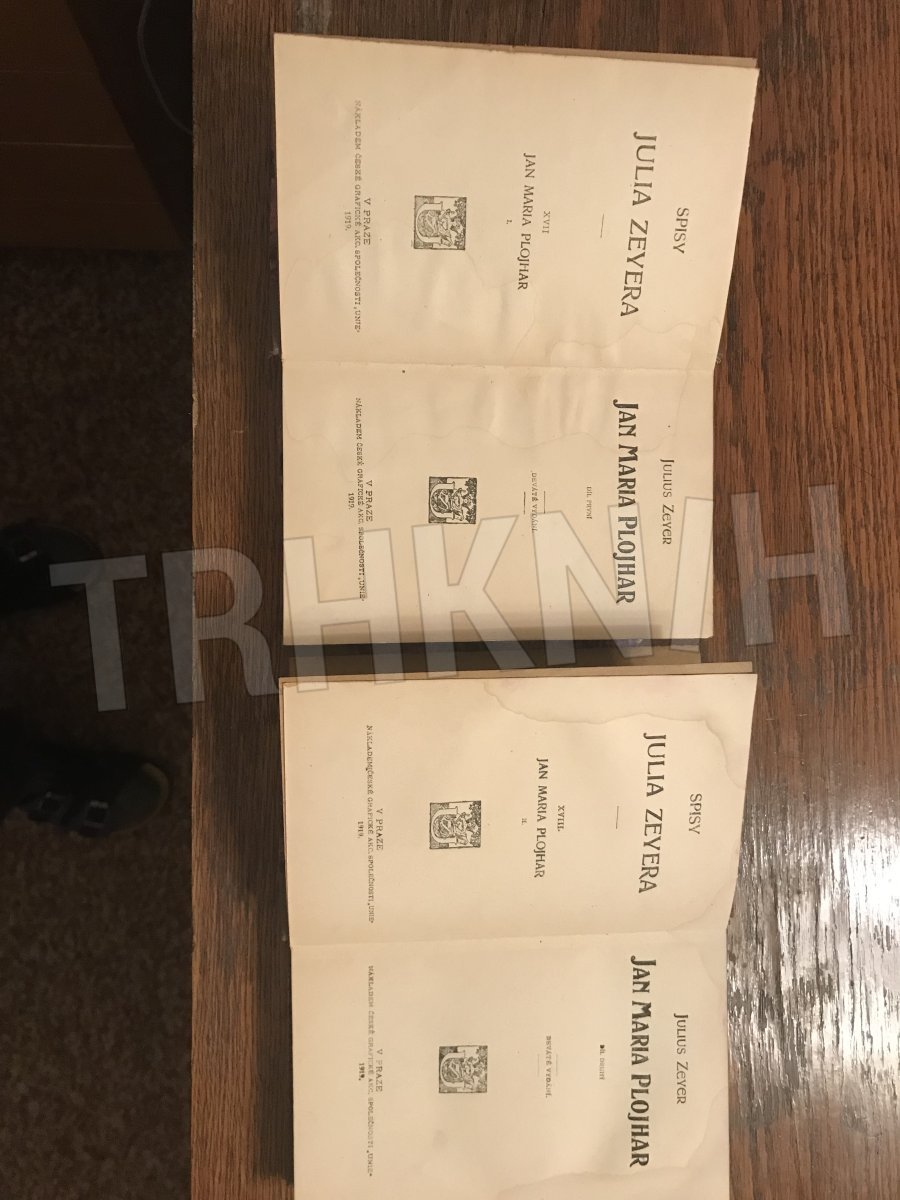 SPISY
JULIA ZEYERA
XVII
JAN MARIA PLOJHAR
I.
V PRAZE
NÁKLADEM ČESKÉ GRAFICKÉ AKC. SPOLEČNOSTI „UNIE“
1919.
JULIUS ZEYER
JAN MARIA PLOJHAR
DÍL PRVNÍ
DEVÁTÉ VYDÁNÍ.
V PRAZE
NÁKLADEM ČESKÉ GRAFICKÉ AKC. SPOLEČNOSTI „UNIE“
1919.
SPISY
JULIA ZEYERA
XVIII.
JAN MARIA PLOJHAR
II.
V PRAZE
NÁKLADEM ČESKÉ GRAFICKÉ AKC. SPOLEČNOSTI „UNIE“
1919.
JULIUS ZEYER
JAN MARIA PLOJHAR
DÍL DRUHÝ
DEVÁTÉ VYDÁNÍ.
V PRAZE
NÁKLADEM ČESKÉ GRAFICKÉ AKC. SPOLEČNOSTI „UNIE“
1919.
TRHKNIH